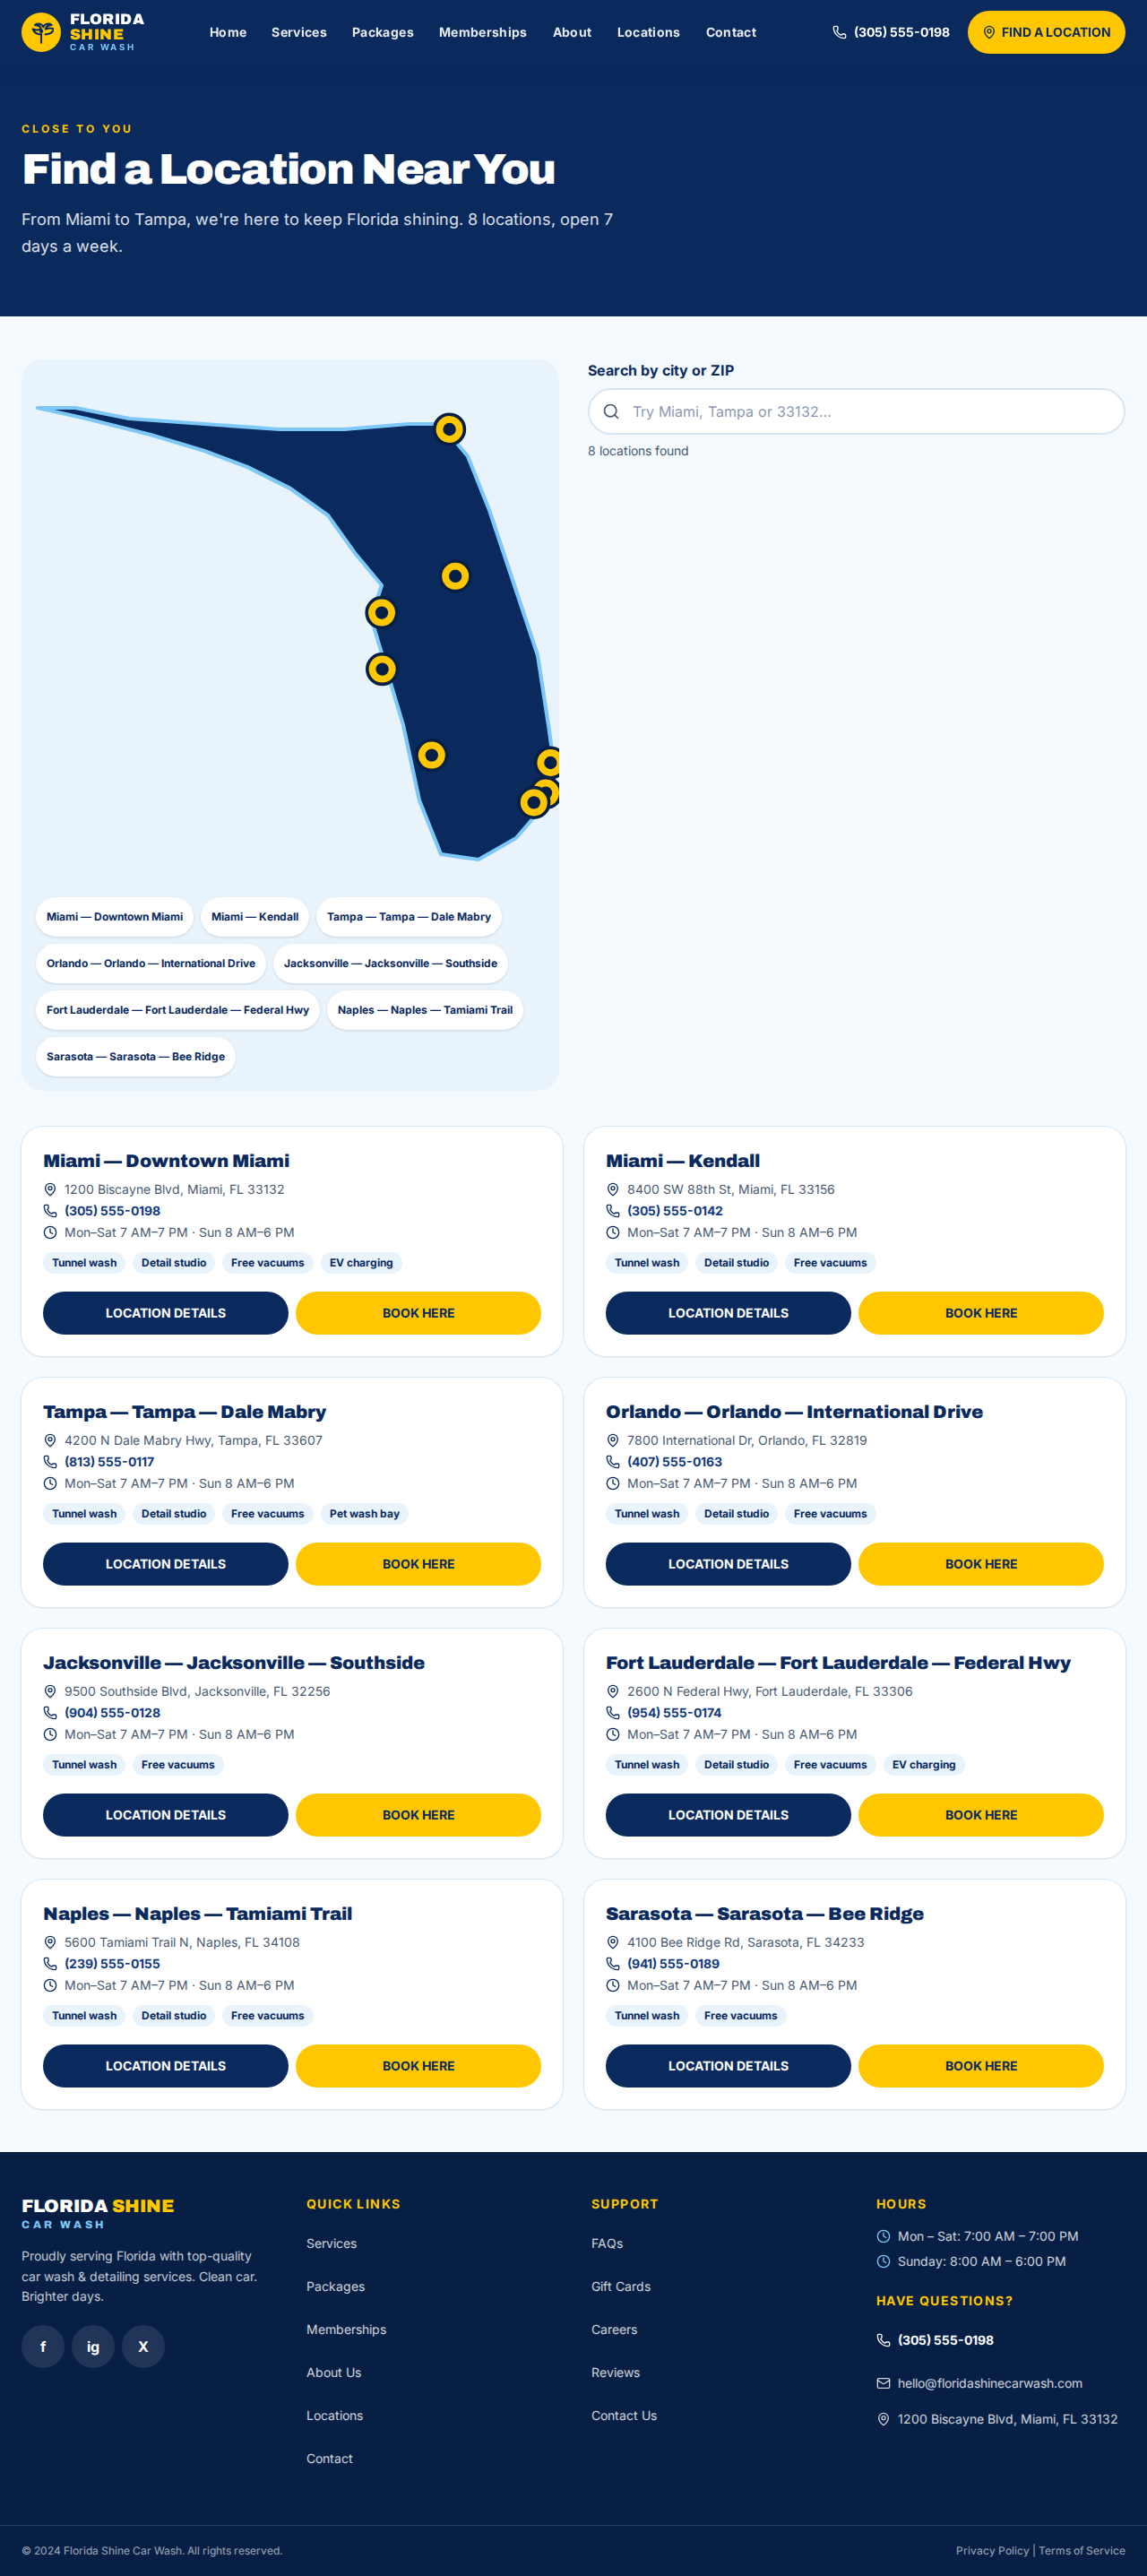 FLORIDA
SHINE
CAR WASH
Home Services Packages Memberships About Locations Contact
(305) 555-0198
FIND A LOCATION
CLOSE TO YOU
Find a Location Near You
From Miami to Tampa, we're here to keep Florida shining. 8 locations, open 7
days a week.
Search by city or ZIP
Try Miami, Tampa or 33132...
8 locations found
Miami — Downtown Miami
Miami — Kendall
Tampa — Tampa — Dale Mabry
Orlando — Orlando — International Drive
Jacksonville — Jacksonville — Southside
Fort Lauderdale — Fort Lauderdale — Federal Hwy
Naples — Naples — Tamiami Trail
Sarasota — Sarasota — Bee Ridge
Miami — Downtown Miami
1200 Biscayne Blvd, Miami, FL 33132
(305) 555-0198
Mon–Sat 7 AM–7 PM · Sun 8 AM–6 PM
Tunnel wash Detail studio Free vacuums EV charging
LOCATION DETAILS BOOK HERE
Miami — Kendall
8400 SW 88th St, Miami, FL 33156
(305) 555-0142
Mon–Sat 7 AM–7 PM · Sun 8 AM–6 PM
Tunnel wash Detail studio Free vacuums
LOCATION DETAILS BOOK HERE
Tampa — Tampa — Dale Mabry
4200 N Dale Mabry Hwy, Tampa, FL 33607
(813) 555-0117
Mon–Sat 7 AM–7 PM · Sun 8 AM–6 PM
Tunnel wash Detail studio Free vacuums Pet wash bay
LOCATION DETAILS BOOK HERE
Orlando — Orlando — International Drive
7800 International Dr, Orlando, FL 32819
(407) 555-0163
Mon–Sat 7 AM–7 PM · Sun 8 AM–6 PM
Tunnel wash Detail studio Free vacuums
LOCATION DETAILS BOOK HERE
Jacksonville — Jacksonville — Southside
9500 Southside Blvd, Jacksonville, FL 32256
(904) 555-0128
Mon–Sat 7 AM–7 PM · Sun 8 AM–6 PM
Tunnel wash Free vacuums
LOCATION DETAILS BOOK HERE
Fort Lauderdale — Fort Lauderdale — Federal Hwy
2600 N Federal Hwy, Fort Lauderdale, FL 33306
(954) 555-0174
Mon–Sat 7 AM–7 PM · Sun 8 AM–6 PM
Tunnel wash Detail studio Free vacuums EV charging
LOCATION DETAILS BOOK HERE
Naples — Naples — Tamiami Trail
5600 Tamiami Trail N, Naples, FL 34108
(239) 555-0155
Mon–Sat 7 AM–7 PM · Sun 8 AM–6 PM
Tunnel wash Detail studio Free vacuums
LOCATION DETAILS BOOK HERE
Sarasota — Sarasota — Bee Ridge
4100 Bee Ridge Rd, Sarasota, FL 34233
(941) 555-0189
Mon–Sat 7 AM–7 PM · Sun 8 AM–6 PM
Tunnel wash Free vacuums
LOCATION DETAILS BOOK HERE
FLORIDA SHINE
CAR WASH
Proudly serving Florida with top-quality
car wash & detailing services. Clean car.
Brighter days.
f ig X
QUICK LINKS
Services
Packages
Memberships
About Us
Locations
Contact
SUPPORT
FAQs
Gift Cards
Careers
Reviews
Contact Us
HOURS
Mon – Sat: 7:00 AM – 7:00 PM
Sunday: 8:00 AM – 6:00 PM
HAVE QUESTIONS?
(305) 555-0198
hello@floridashinecarwash.com
1200 Biscayne Blvd, Miami, FL 33132
© 2024 Florida Shine Car Wash. All rights reserved.
Privacy Policy | Terms of Service